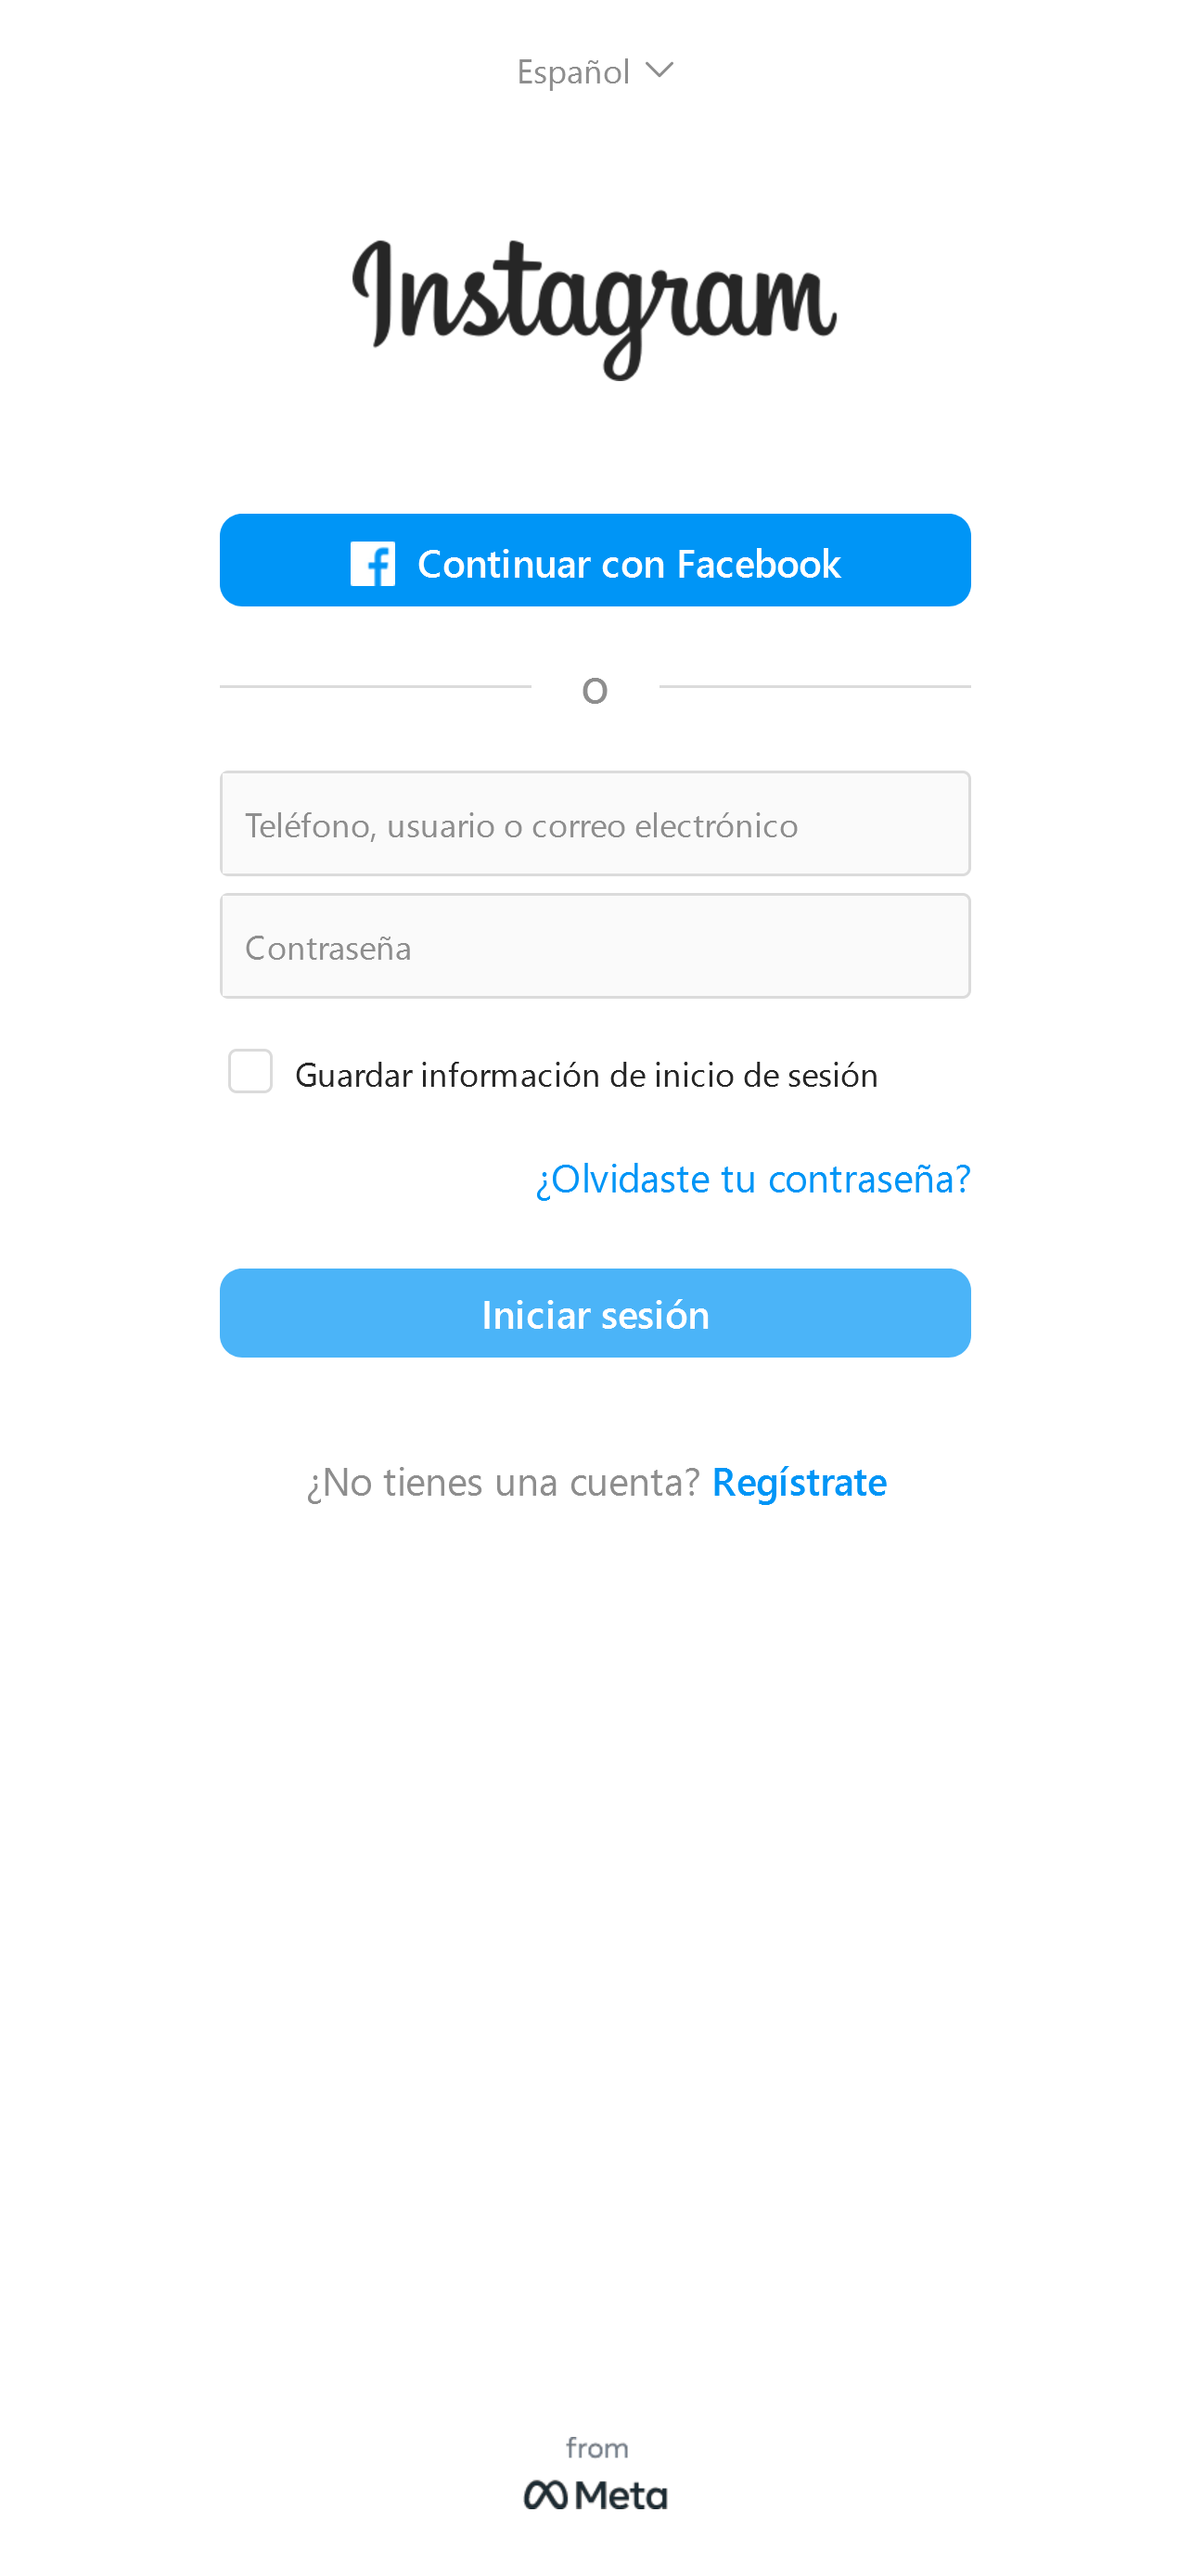 Español
Instagram
Continuar con Facebook
O
Teléfono, usuario o correo electrónico
Contraseña
Guardar información de inicio de sesión
¿Olvidaste tu contraseña?
Iniciar sesión
¿No tienes una cuenta? Regístrate
from
Meta